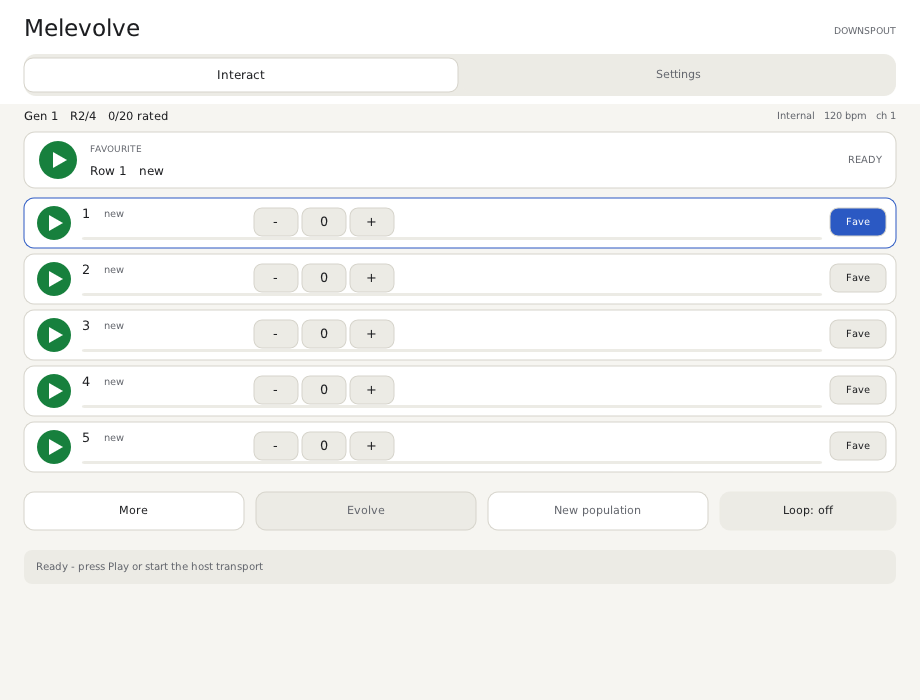 Melevolve
DOWNSPOUT
Interact
Settings
Gen 1 R2/4 0/20 rated
Internal 120 bpm ch 1
FAVOURITE
Row 1 new
READY
1 new - 0 + Fave
2 new - 0 + Fave
3 new - 0 + Fave
4 new - 0 + Fave
5 new - 0 + Fave
More
Evolve
New population
Loop: off
Ready - press Play or start the host transport